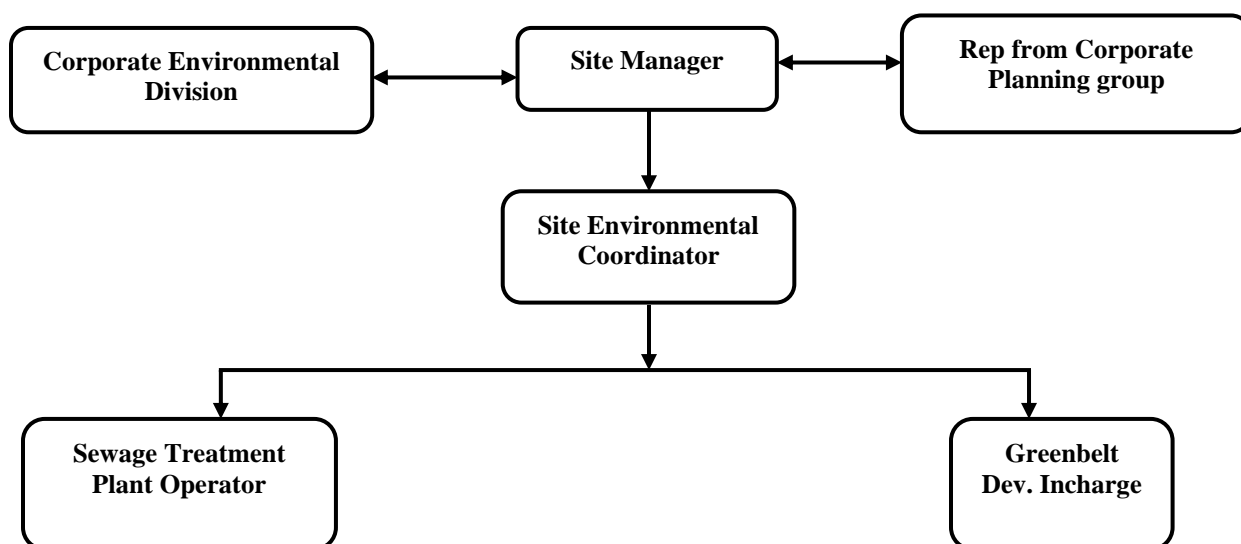 Corporate Environmental
Division
Site Manager
Rep from Corporate
Planning group
Site Environmental
Coordinator
Sewage Treatment
Plant Operator
Greenbelt
Dev. Incharge